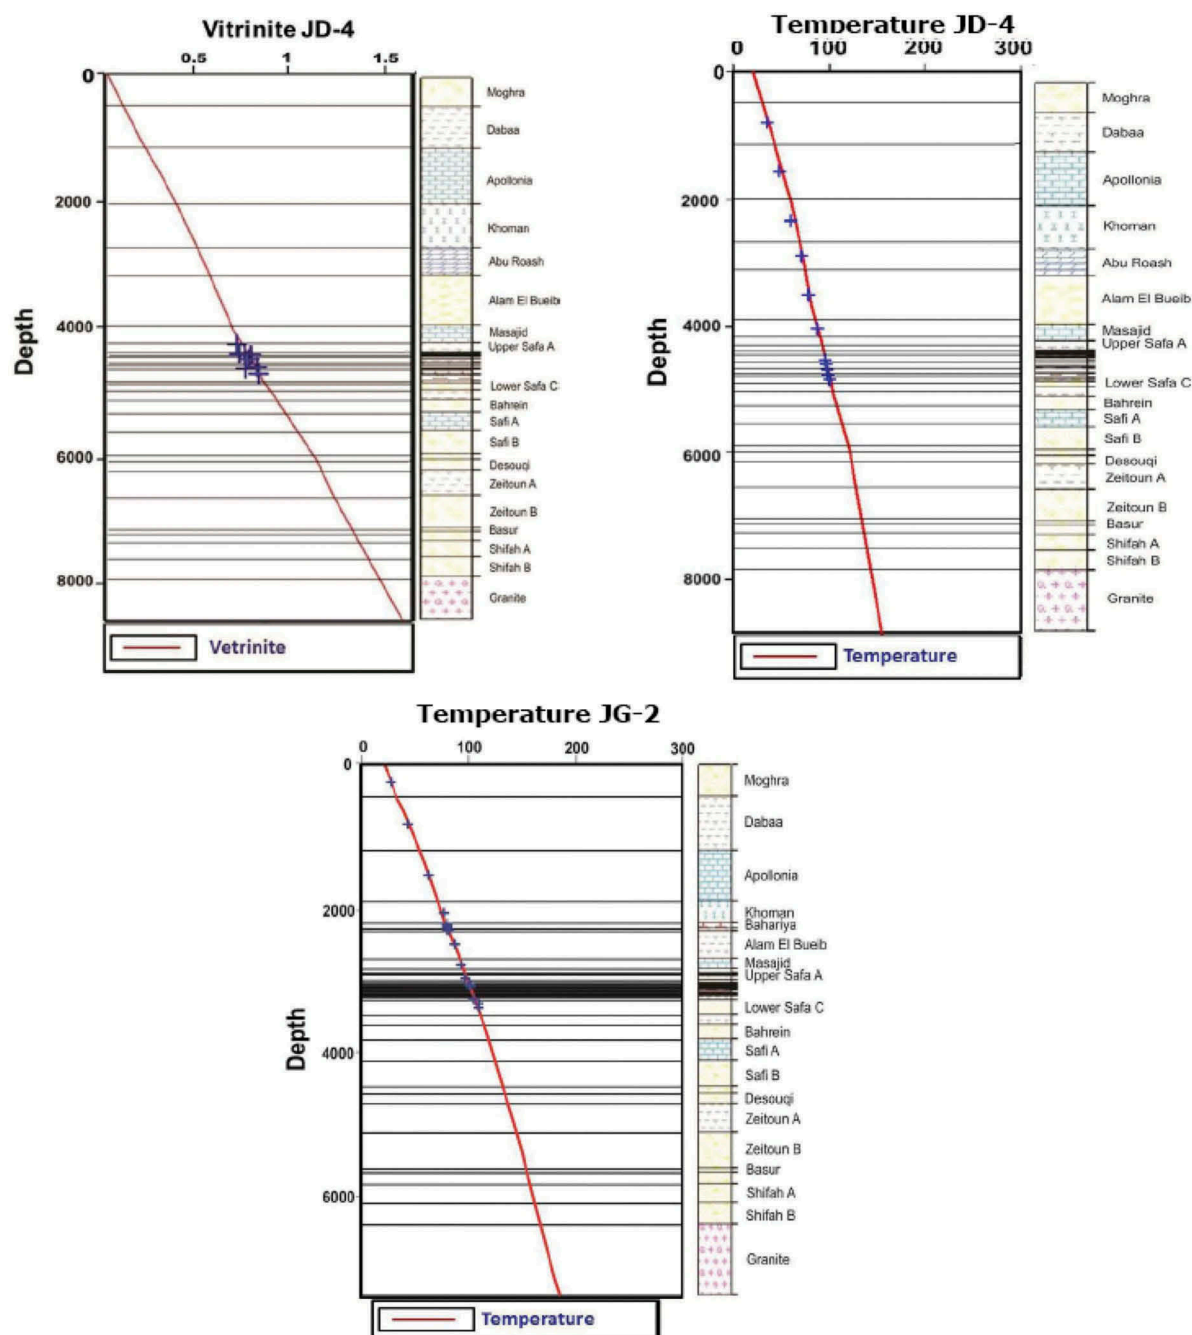 Vitrinite JD-4
0.5 1 1.5
0
2000
4000
6000
8000
Depth
Moghra
Dabaa
Apollonia
Khoman
Abu Roash
Alam El Bueib
Masajid
Upper Safa A
Lower Safa C
Bahrein
Safi A
Safi B
Desouqi
Zeitoun A
Zeitoun B
Basur
Shifah A
Shifah B
Granite
Vetrinite
Temperature JD-4
0 100 200 300
0
2000
4000
6000
8000
Depth
Moghra
Dabaa
Apollonia
Khoman
Abu Roash
Alam El Bueib
Masajid
Upper Safa A
Lower Safa C
Bahrein
Safi A
Safi B
Desouqi
Zeitoun A
Zeitoun B
Basur
Shifah A
Shifah B
Granite
Temperature
Temperature JG-2
0 100 200 300
0
2000
4000
6000
Depth
Moghra
Dabaa
Apollonia
Khoman
Bahariya
Alam El Bueib
Masajid
Upper Safa A
Lower Safa C
Bahrein
Safi A
Safi B
Desouqi
Zeitoun A
Zeitoun B
Basur
Shifah A
Shifah B
Granite
Temperature